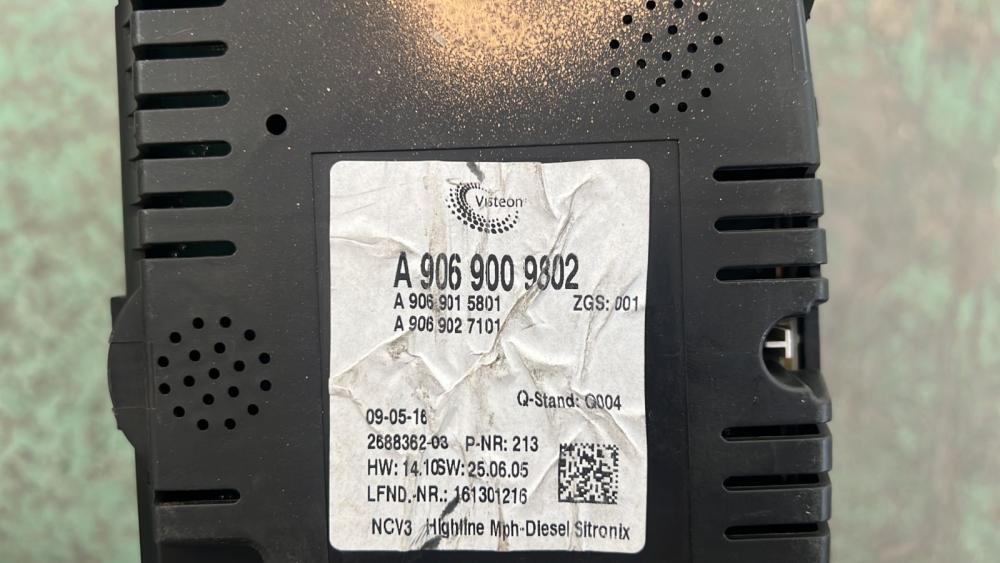 Visteon
A 906 900 9802
A 906 901 5801 ZGS: 001
A 906 902 7101
Q-Stand: Q004
09-05-16
2688362-03 P-NR: 213
HW: 14.10 SW: 25.06.05
LFND.-NR.: 161301216
NCV3 Highline Mph-Diesel Sitronix